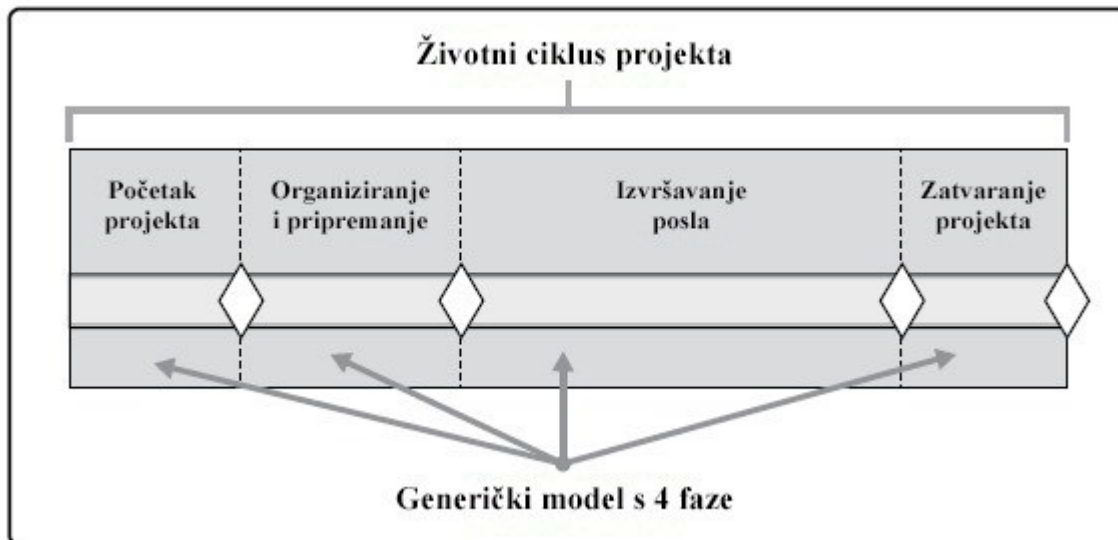 Životni ciklus projekta
Početak
projekta
Organiziranje
i pripremanje
Izvršavanje
posla
Zatvaranje
projekta
Generički model s 4 faze